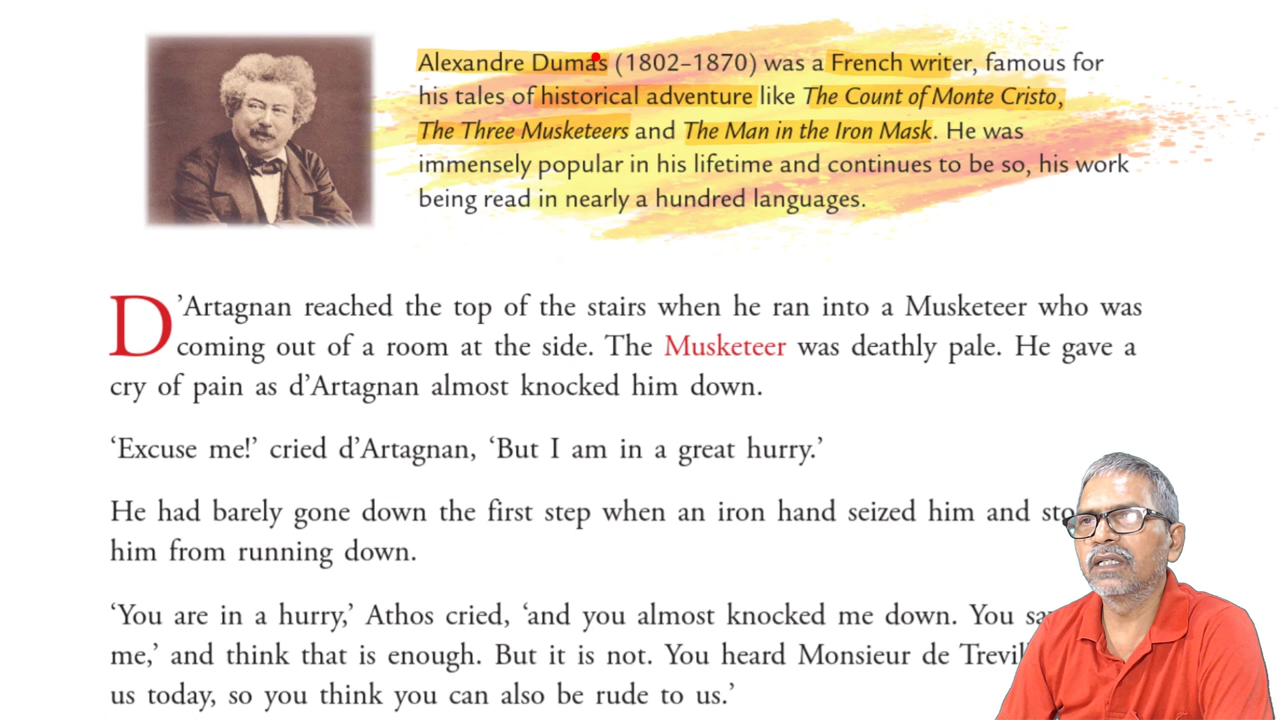 Alexandre Dumas (1802–1870) was a French writer, famous for
his tales of historical adventure like The Count of Monte Cristo,
The Three Musketeers and The Man in the Iron Mask. He was
immensely popular in his lifetime and continues to be so, his work
being read in nearly a hundred languages.
D’Artagnan reached the top of the stairs when he ran into a Musketeer who was
coming out of a room at the side. The Musketeer was deathly pale. He gave a
cry of pain as d’Artagnan almost knocked him down.
‘Excuse me!’ cried d’Artagnan, ‘But I am in a great hurry.’
He had barely gone down the first step when an iron hand seized him and
him from running down.
‘You are in a hurry,’ Athos cried, ‘and you almost knocked me down. You
me,’ and think that is enough. But it is not. You heard Monsieur de
us today, so you think you can also be rude to us.’